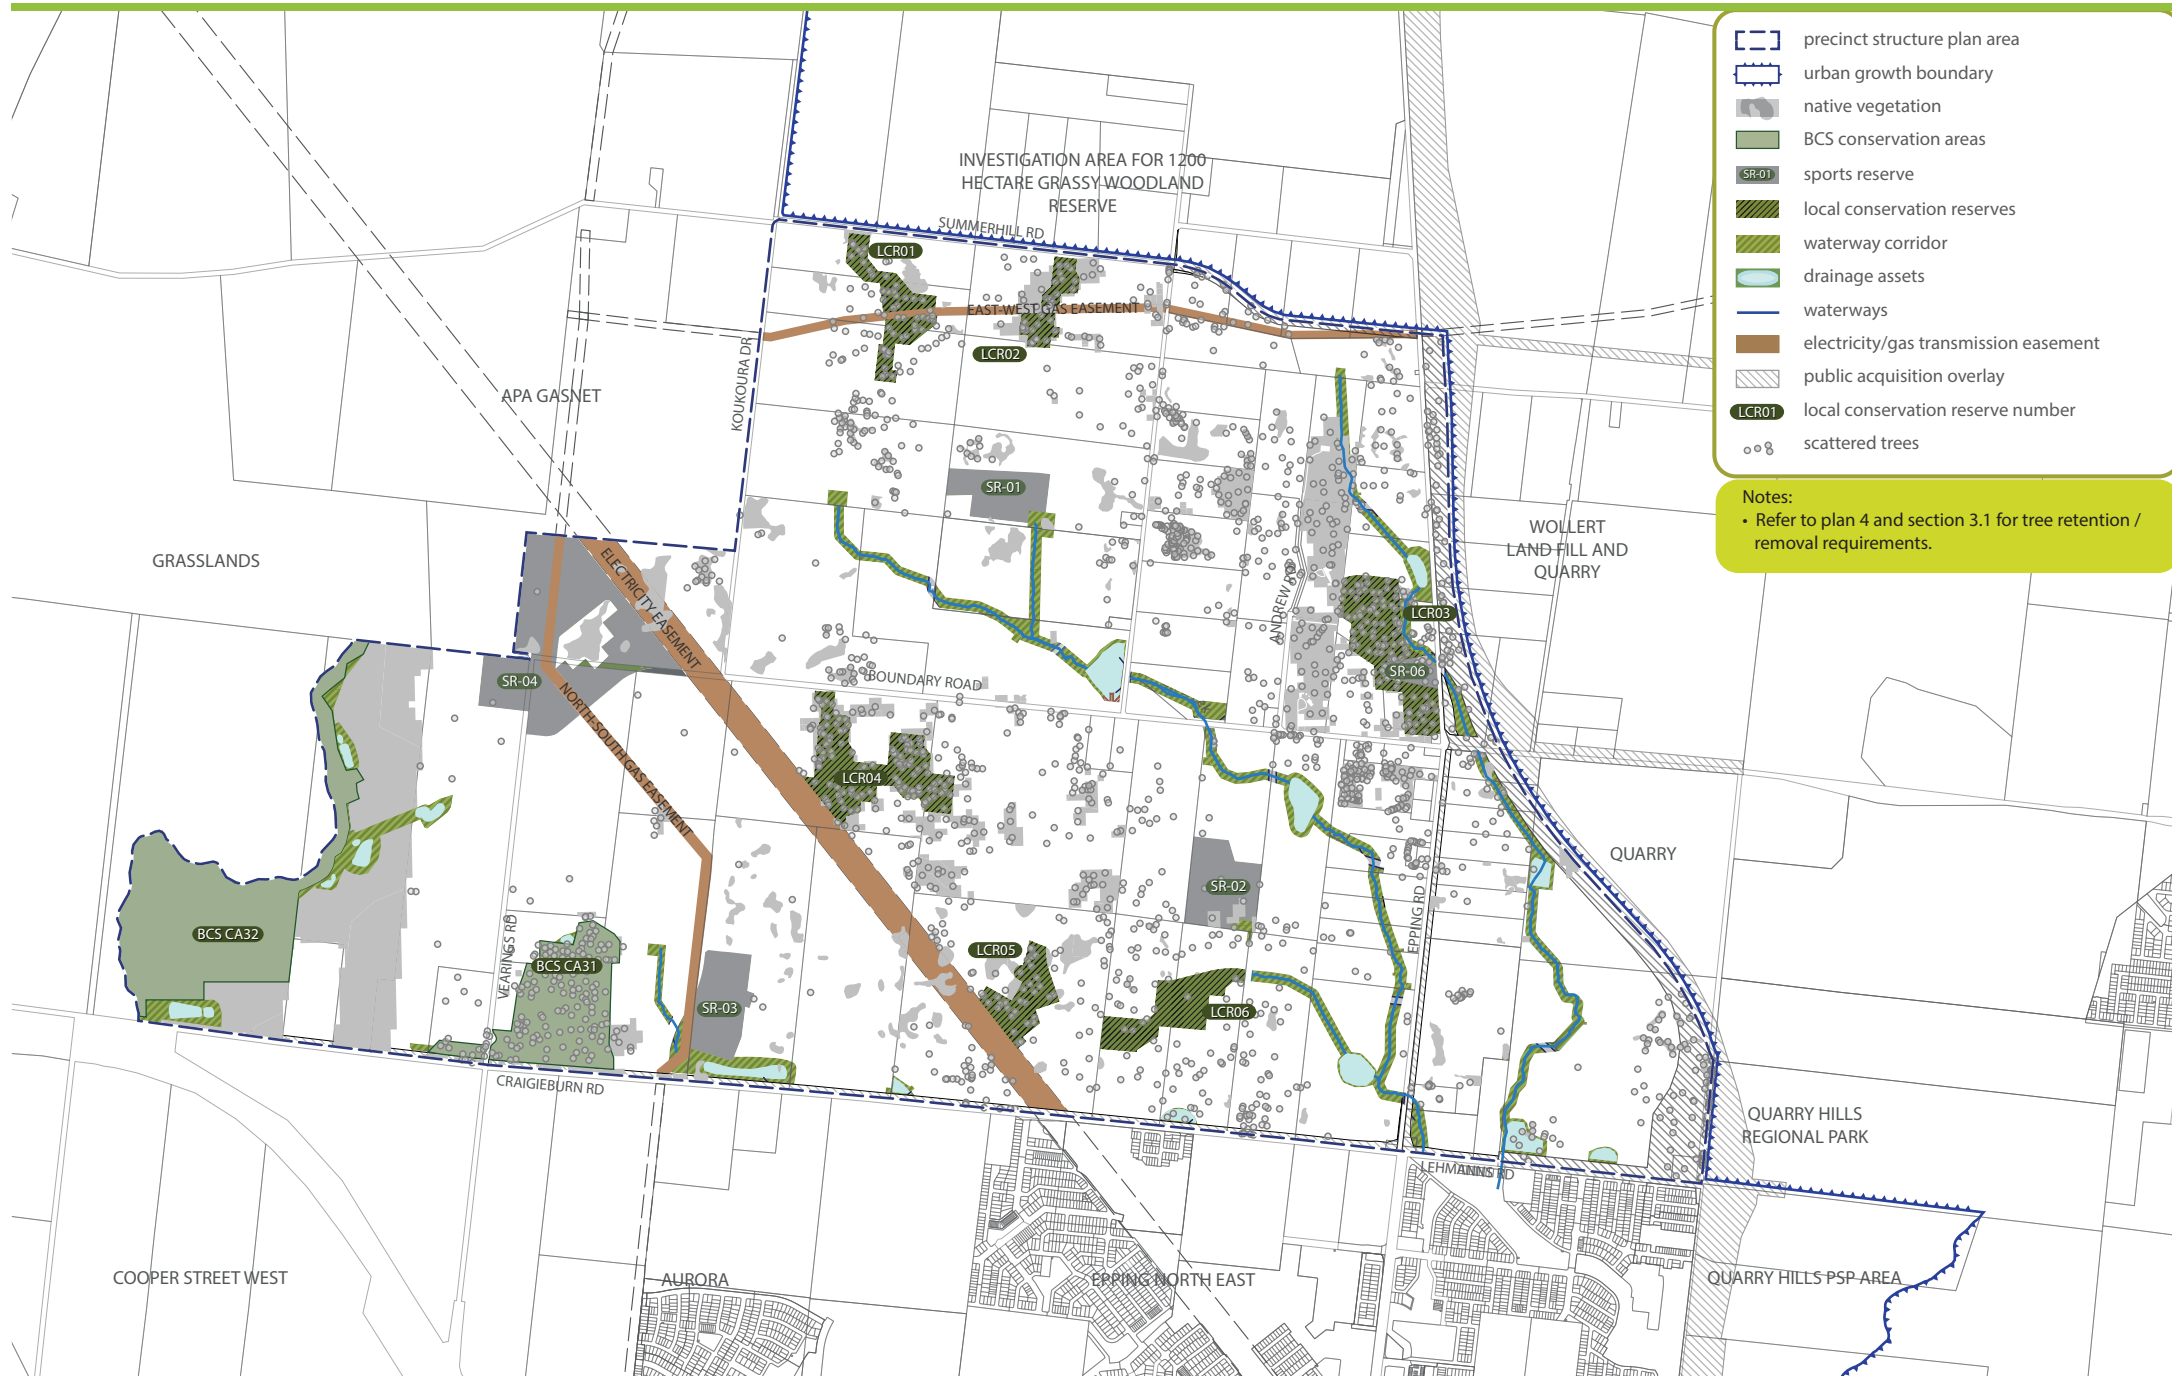 precinct structure plan area
urban growth boundary
native vegetation
BCS conservation areas
SR-01
sports reserve
local conservation reserves
waterway corridor
drainage assets
waterways
electricity/gas transmission easement
public acquisition overlay
LCR01
local conservation reserve number
scattered trees
Notes:
• Refer to plan 4 and section 3.1 for tree retention /
removal requirements.
INVESTIGATION AREA FOR 1200
HECTARE GRASSY WOODLAND
RESERVE
SUMMERHILL RD
LCR01
EAST-WEST GAS EASEMENT
LCR02
KOUKOURA DR
APA GASNET
SR-01
WOLLERT
LAND FILL AND
QUARRY
GRASSLANDS
ELECTRICITY EASEMENT
ANDREW RD
LCR03
SR-04
BOUNDARY ROAD
SR-06
NORTH-SOUTH GAS EASEMENT
LCR04
QUARRY
SR-02
EPPING RD
BCS CA32
VEARINGS RD
BCS CA31
LCR05
SR-03
LCR06
CRAIGIEBURN RD
QUARRY HILLS
REGIONAL PARK
LEHMANNS RD
COOPER STREET WEST
AURORA
EPPING NORTH EAST
QUARRY HILLS PSP AREA